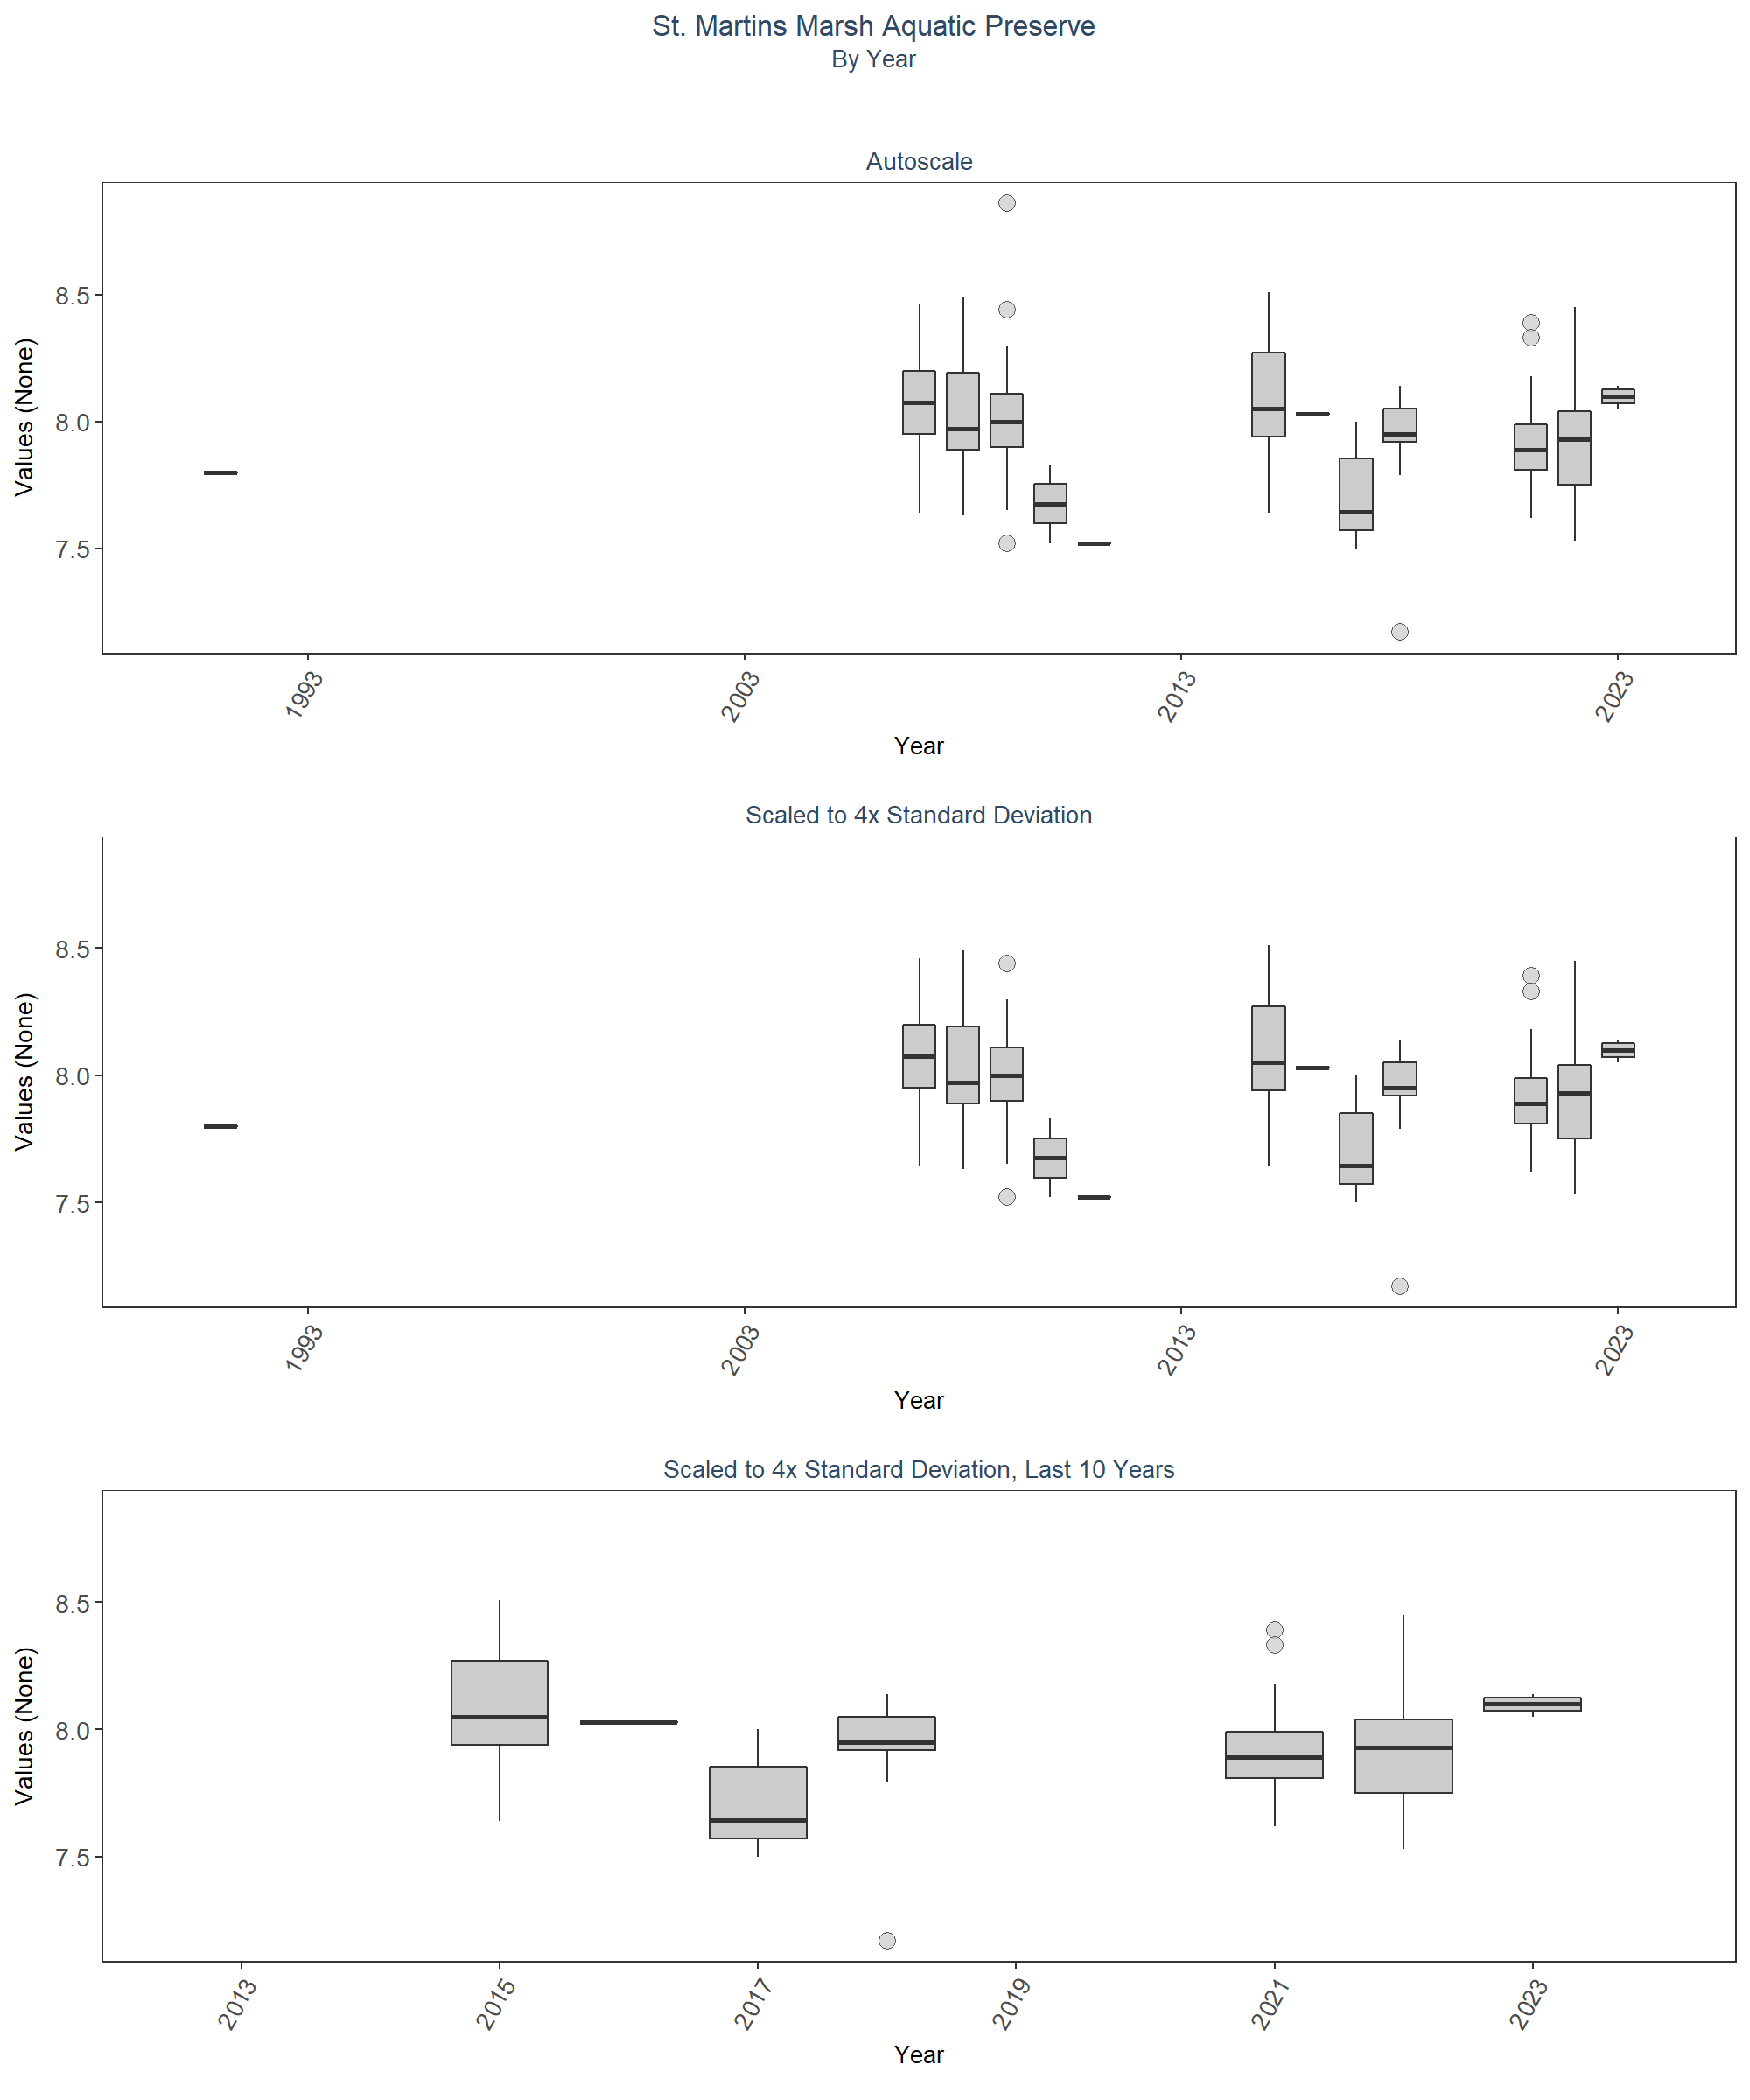 St. Martins Marsh Aquatic Preserve
By Year
Autoscale
Values (None)
8.5
8.0
7.5
1993 2003 2013 2023
Year
Scaled to 4x Standard Deviation
Values (None)
8.5
8.0
7.5
1993 2003 2013 2023
Year
Scaled to 4x Standard Deviation, Last 10 Years
Values (None)
8.5
8.0
7.5
2013 2015 2017 2019 2021 2023
Year